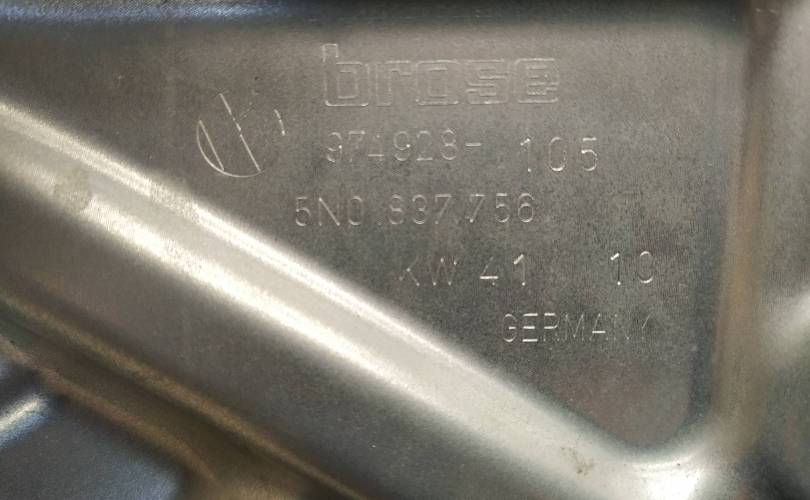 brose
974928- 105
5N0.837.756
KW 41 10
GERMANY